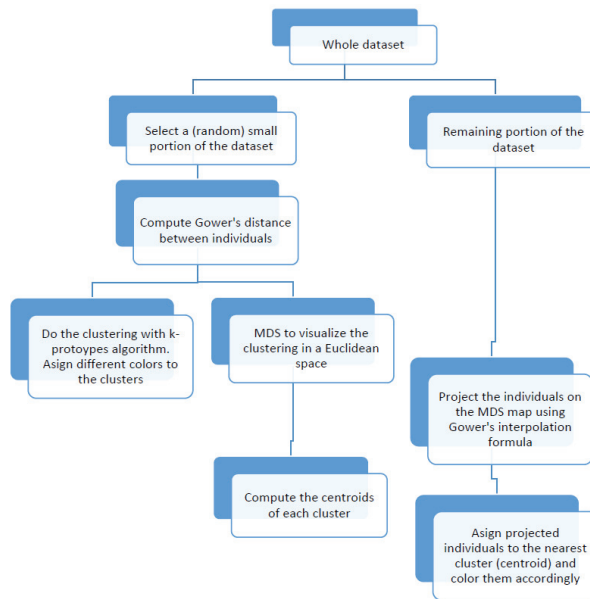 Whole dataset
Select a (random) small
portion of the dataset
Remaining portion of the
dataset
Compute Gower's distance
between individuals
Do the clustering with k-
protoypes algorithm.
Asign different colors to
the clusters
MDS to visualize the
clustering in a Euclidean
space
Project the individuals on
the MDS map using
Gower's interpolation
formula
Compute the centroids
of each cluster
Asign projected
individuals to the nearest
cluster (centroid) and
color them accordingly